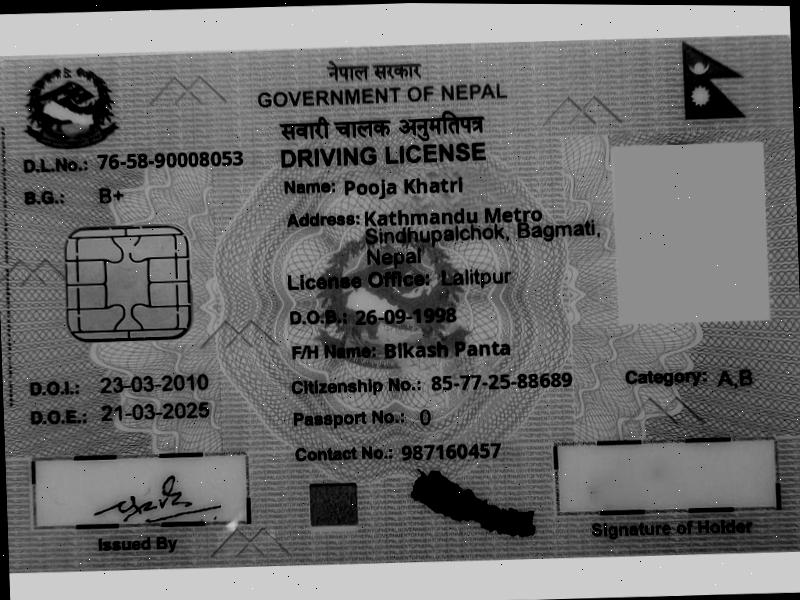 नेपाल सरकार
GOVERNMENT OF NEPAL
सवारी चालक अनुमतिपत्र
DRIVING LICENSE
D.L.No.: 76-58-90008053
B.G.: B+
Name: Pooja Khatri
Address: Kathmandu Metro
Sindhupalchok, Bagmati,
Nepal
License Office: Lalitpur
D.O.B.: 26-09-1998
F/H Name: Bikash Panta
D.O.I.: 23-03-2010
Citizenship No.: 85-77-25-88689
Category: A,B
D.O.E.: 21-03-2025
Passport No.: 0
Contact No.: 987160457
Issued By
Signature of Holder